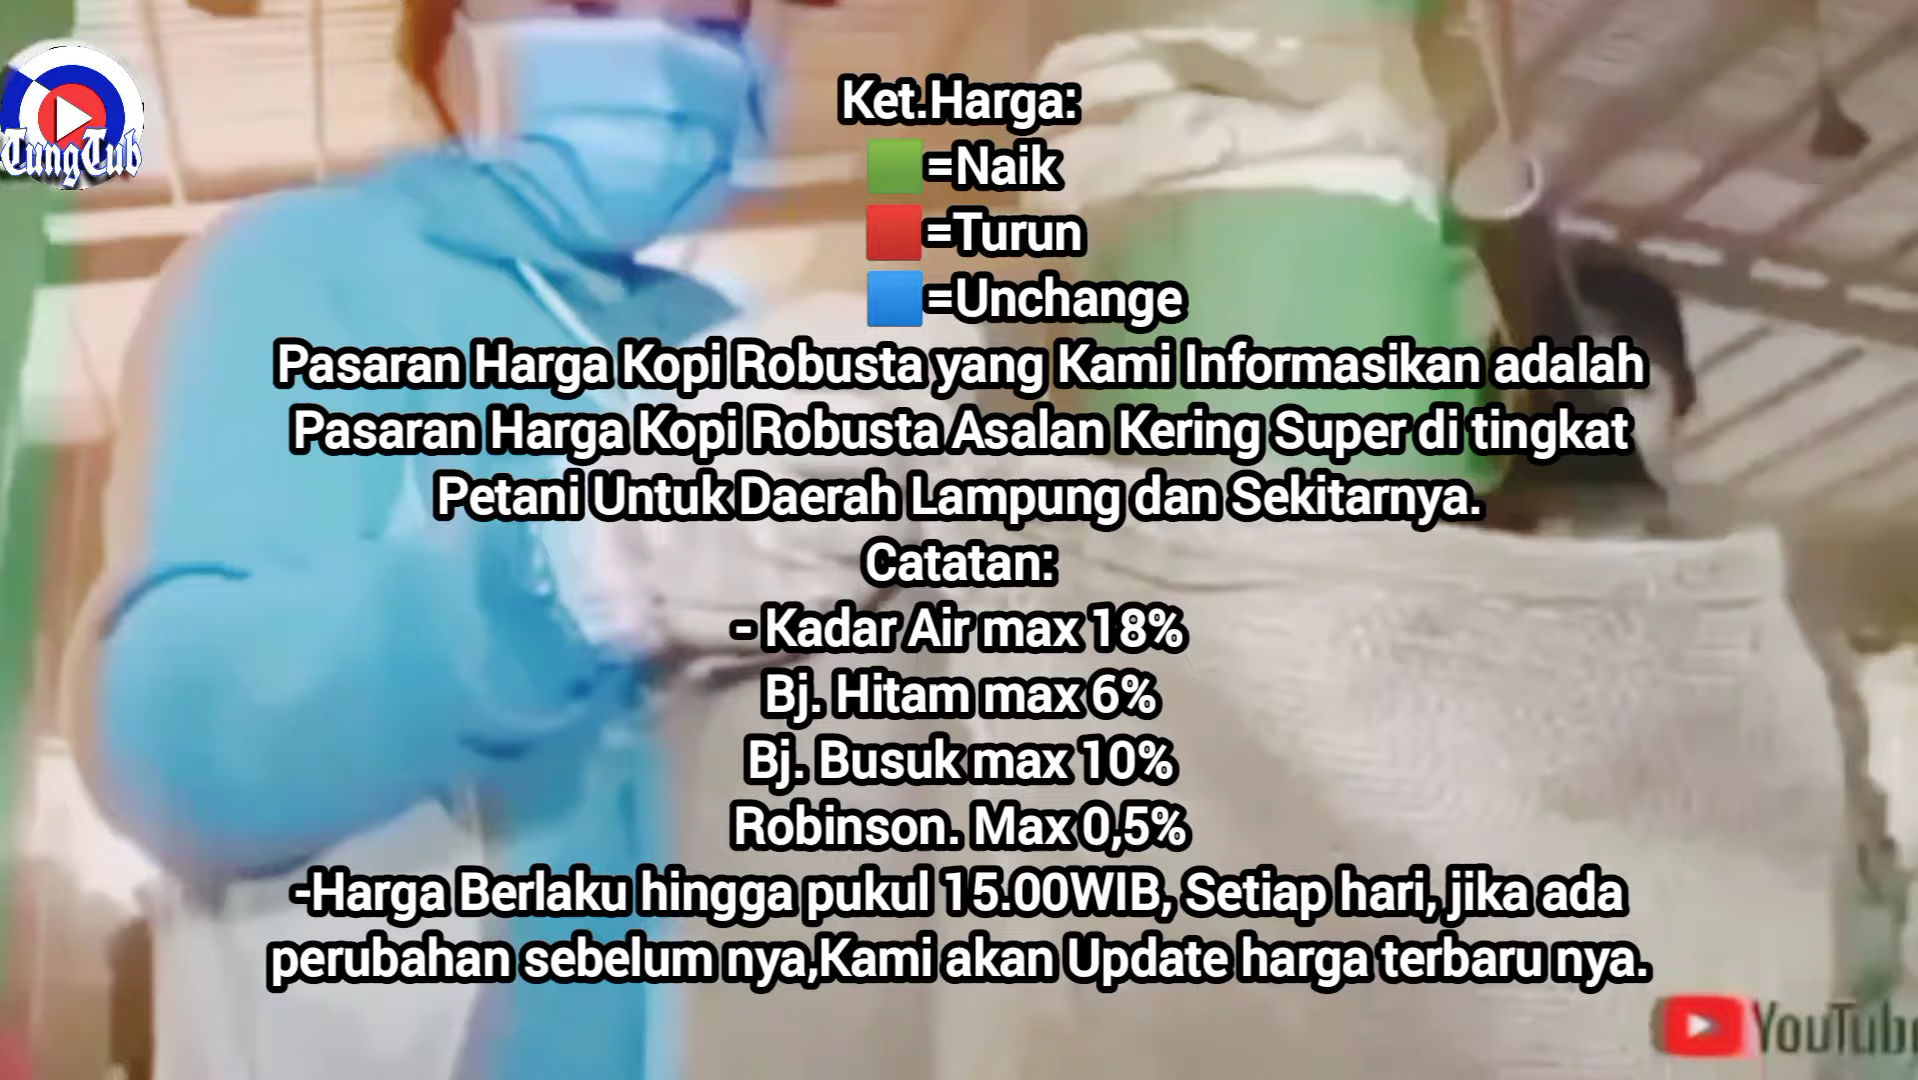 TungTub
Ket.Harga:
🟩=Naik
🟥=Turun
🟦=Unchange
Pasaran Harga Kopi Robusta yang Kami Informasikan adalah
Pasaran Harga Kopi Robusta Asalan Kering Super di tingkat
Petani Untuk Daerah Lampung dan Sekitarnya.
Catatan:
- Kadar Air max 18%
Bj. Hitam max 6%
Bj. Busuk max 10%
Robinson. Max 0,5%
-Harga Berlaku hingga pukul 15.00WIB, Setiap hari, jika ada
perubahan sebelum nya,Kami akan Update harga terbaru nya.
YouTube